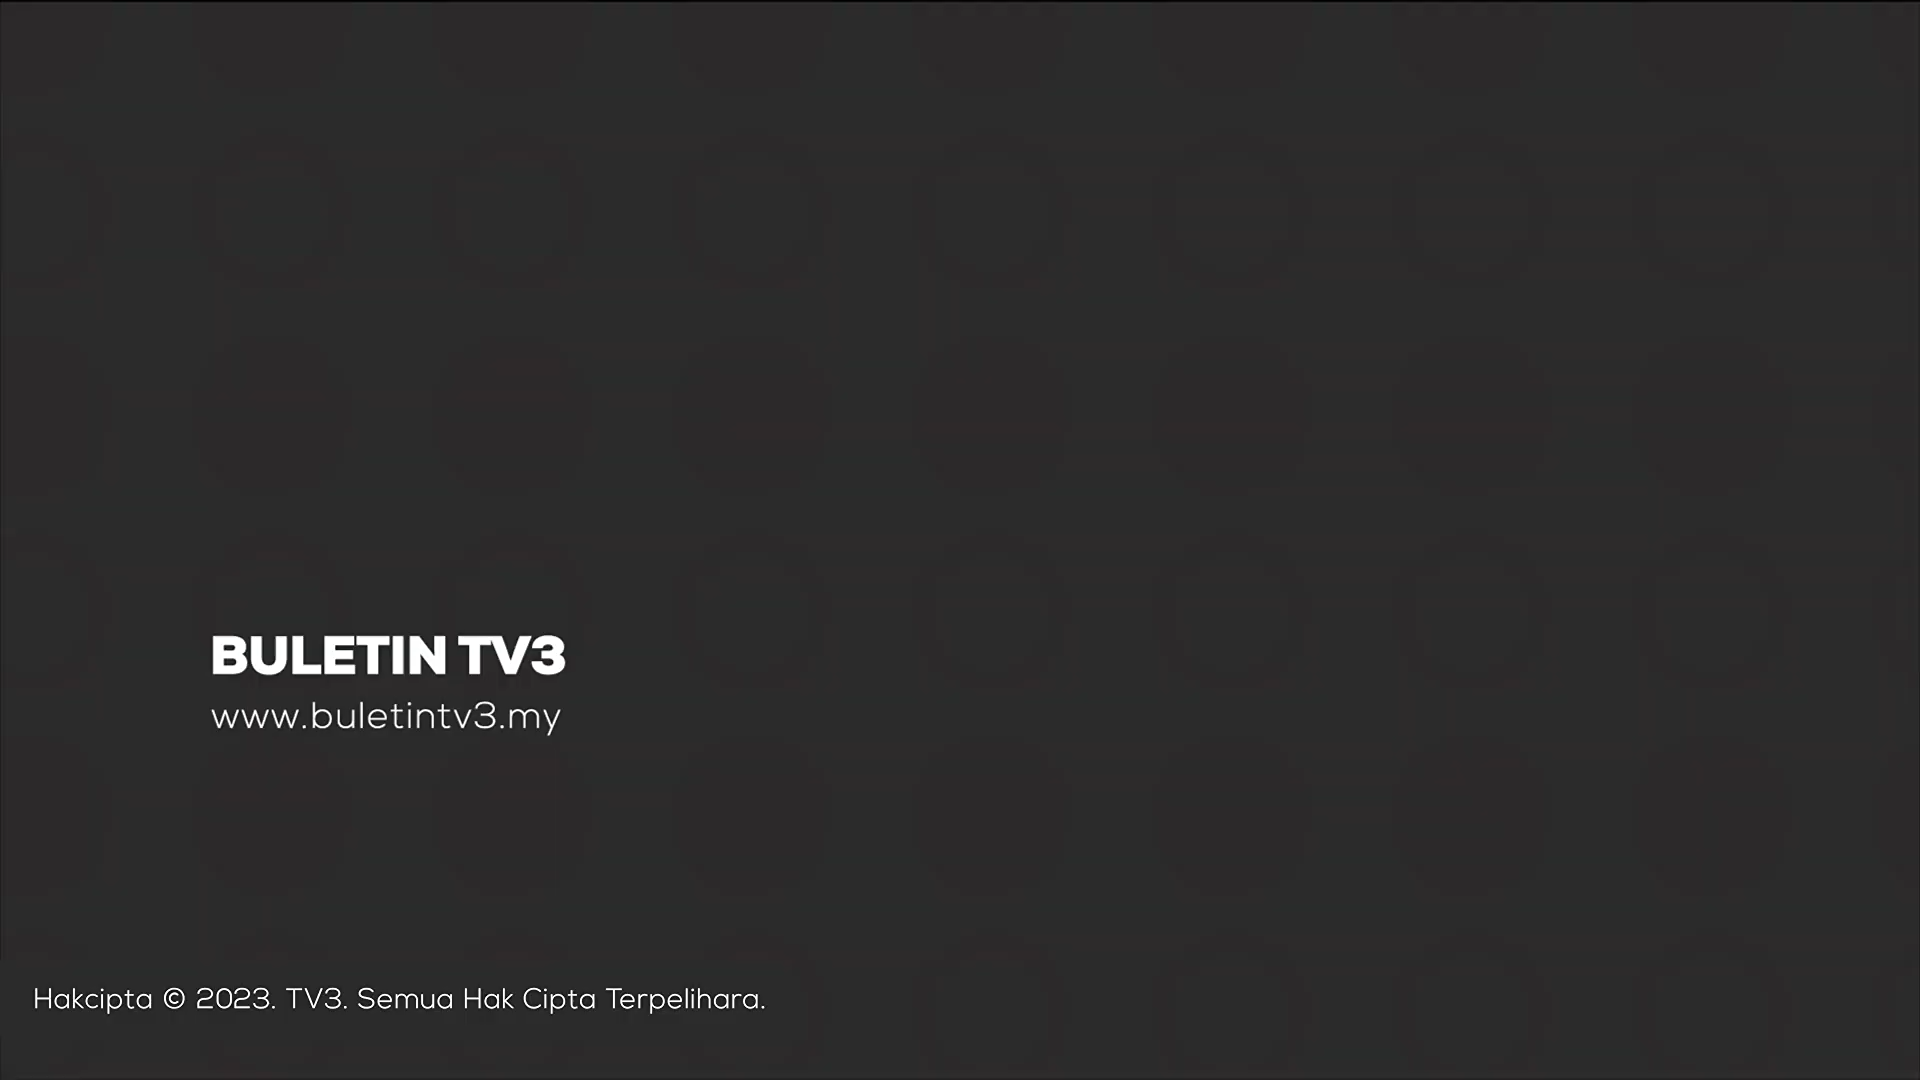 BULETIN TV3
www.buletintv3.my
Hakcipta © 2023. TV3. Semua Hak Cipta Terpelihara.